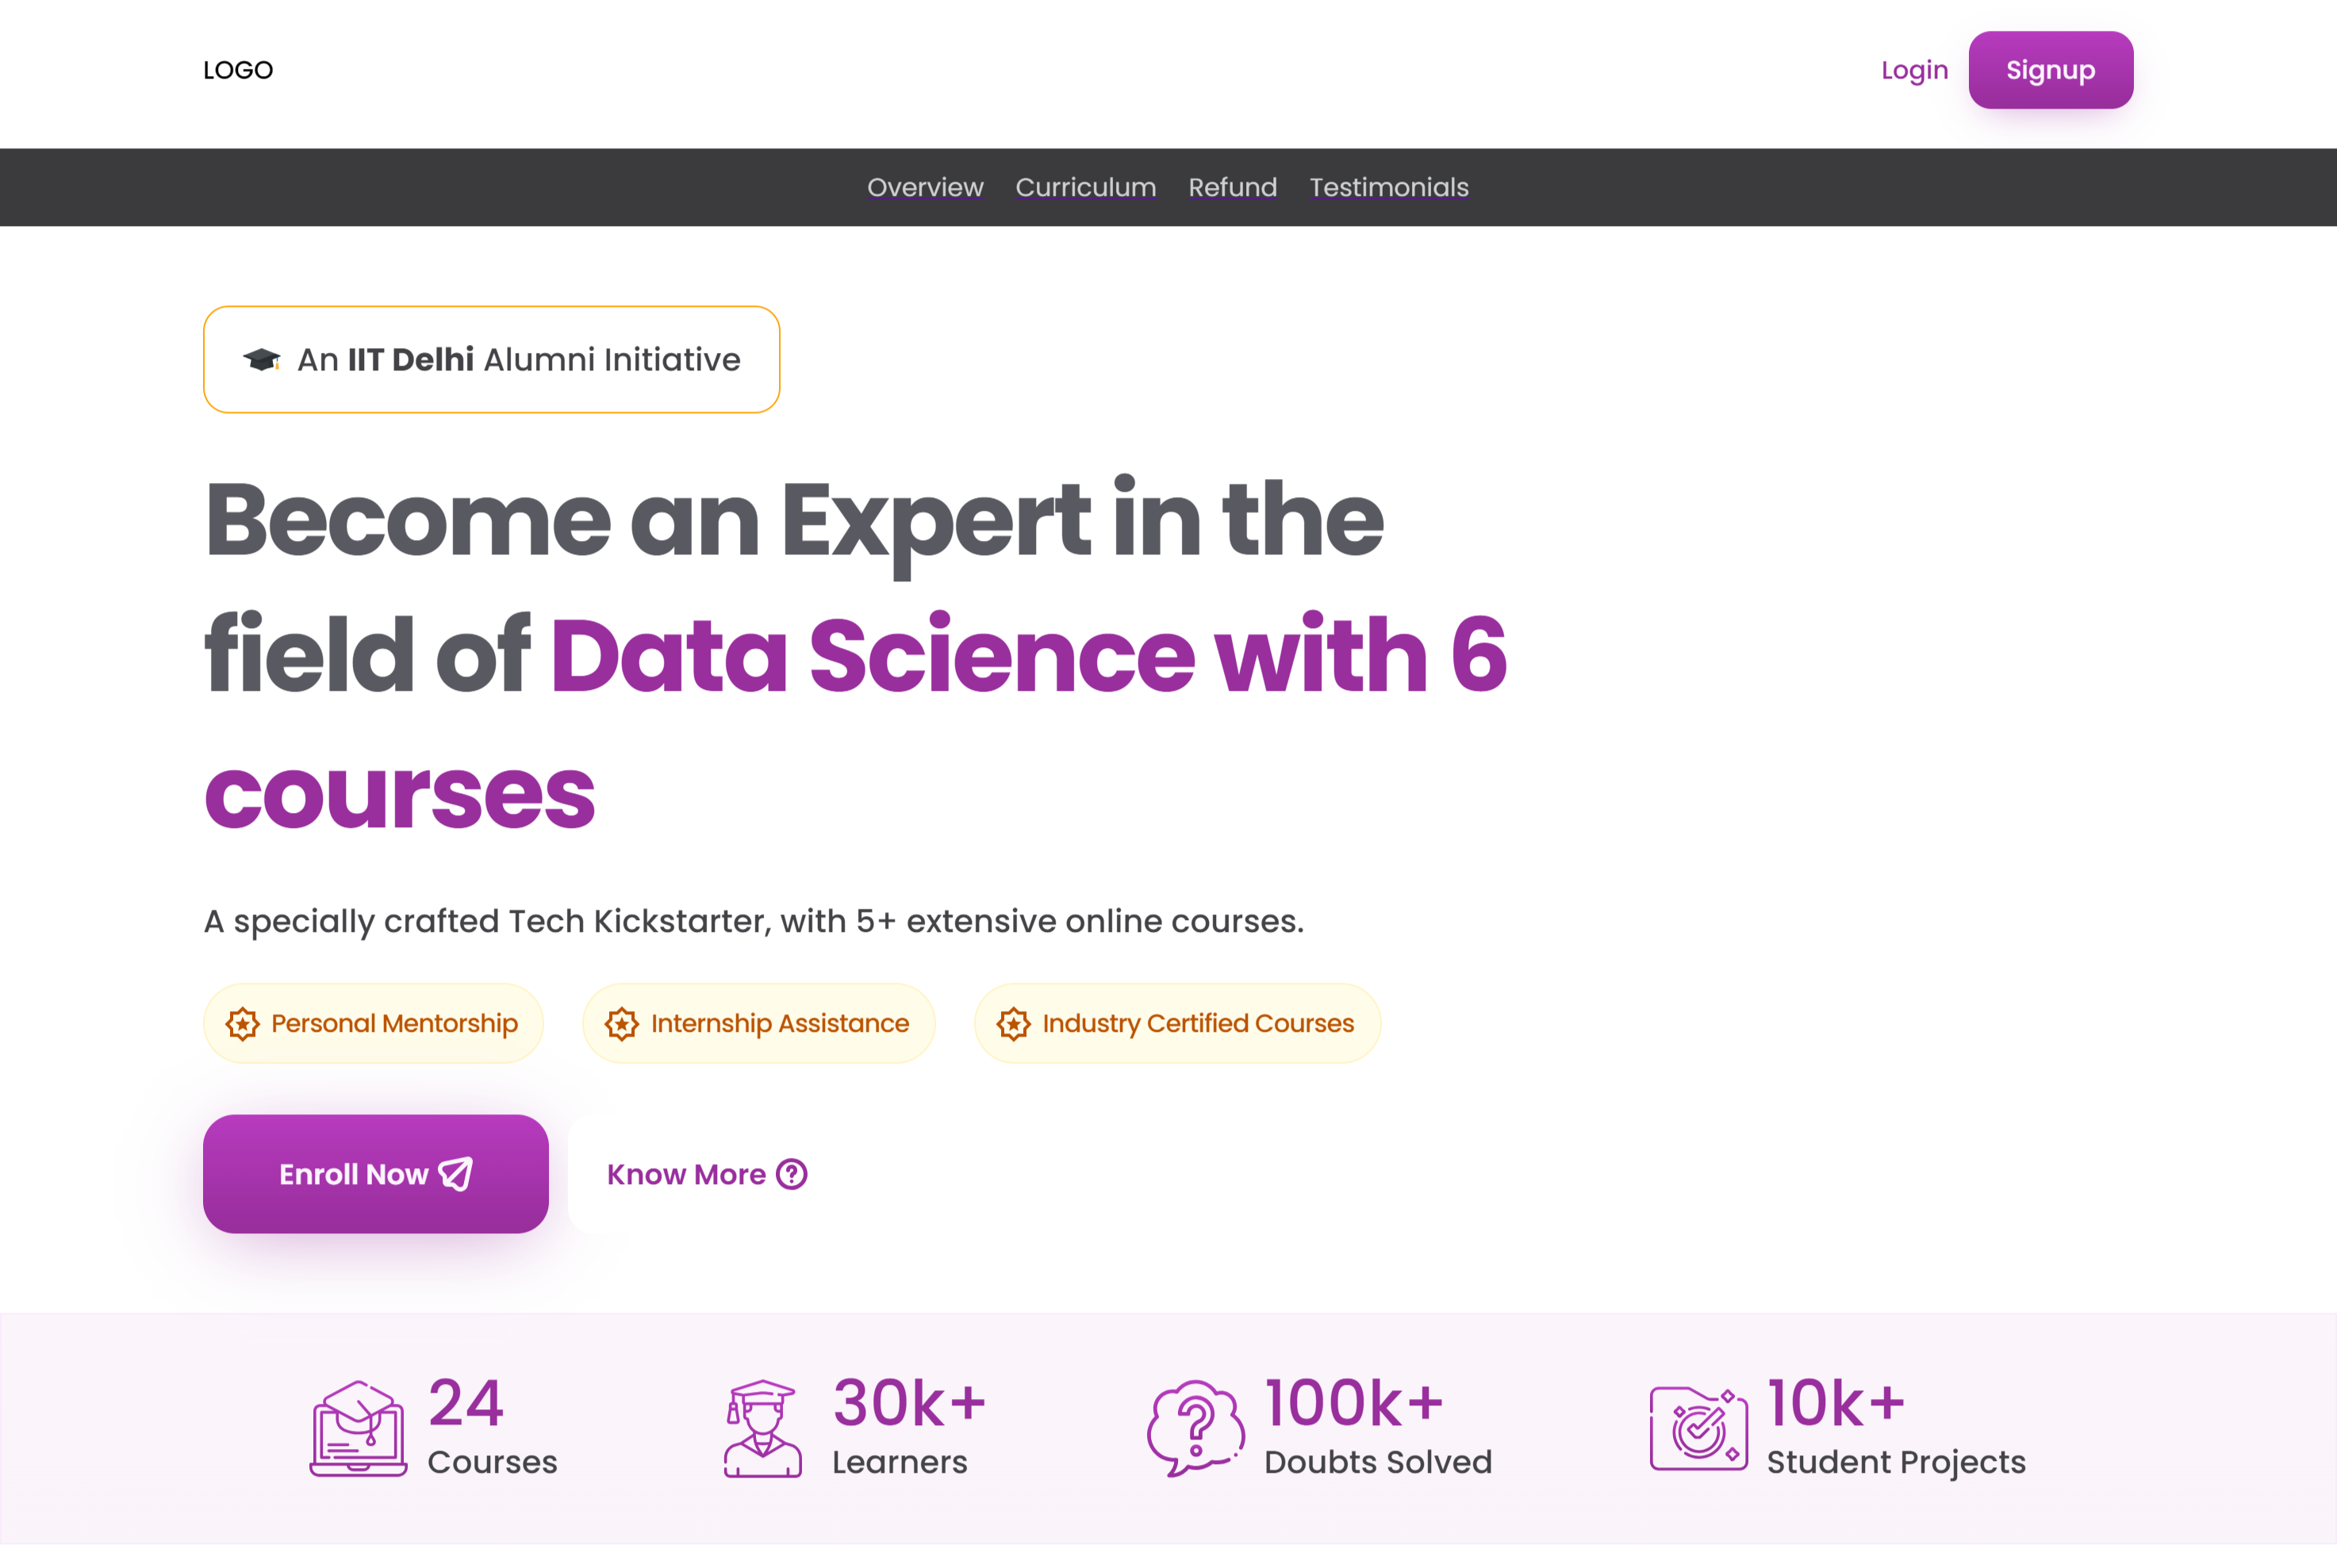 LOGO
Login
Signup
Overview Curriculum Refund Testimonials
An IIT Delhi Alumni Initiative
Become an Expert in the
field of Data Science with 6
courses
A specially crafted Tech Kickstarter, with 5+ extensive online courses.
Personal Mentorship
Internship Assistance
Industry Certified Courses
Enroll Now
Know More
24
Courses
30k+
Learners
100k+
Doubts Solved
10k+
Student Projects